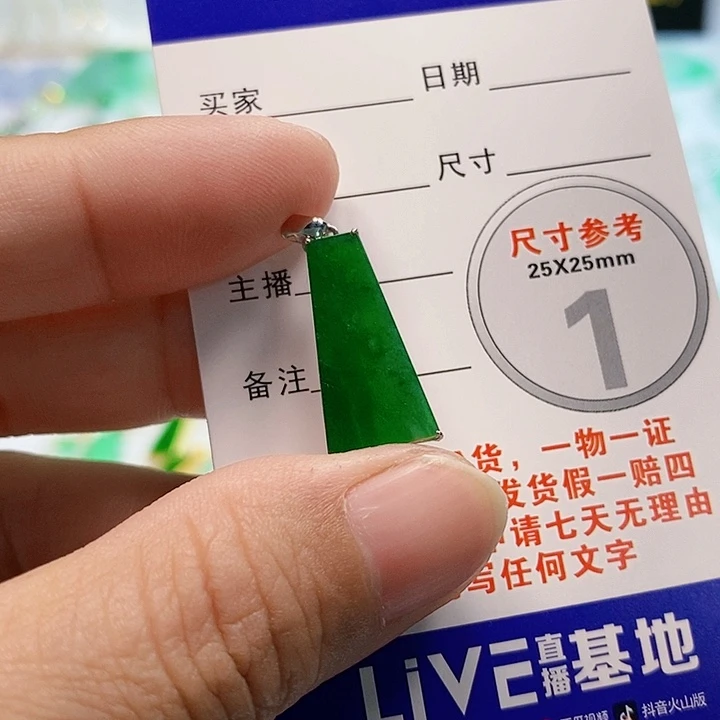 买家
日期
尺寸
主播
备注
尺寸参考
25X25mm
1
货，一物一证
发货假一赔四
请七天无理由
写任何文字
LiVE直播基地
抖音火山版